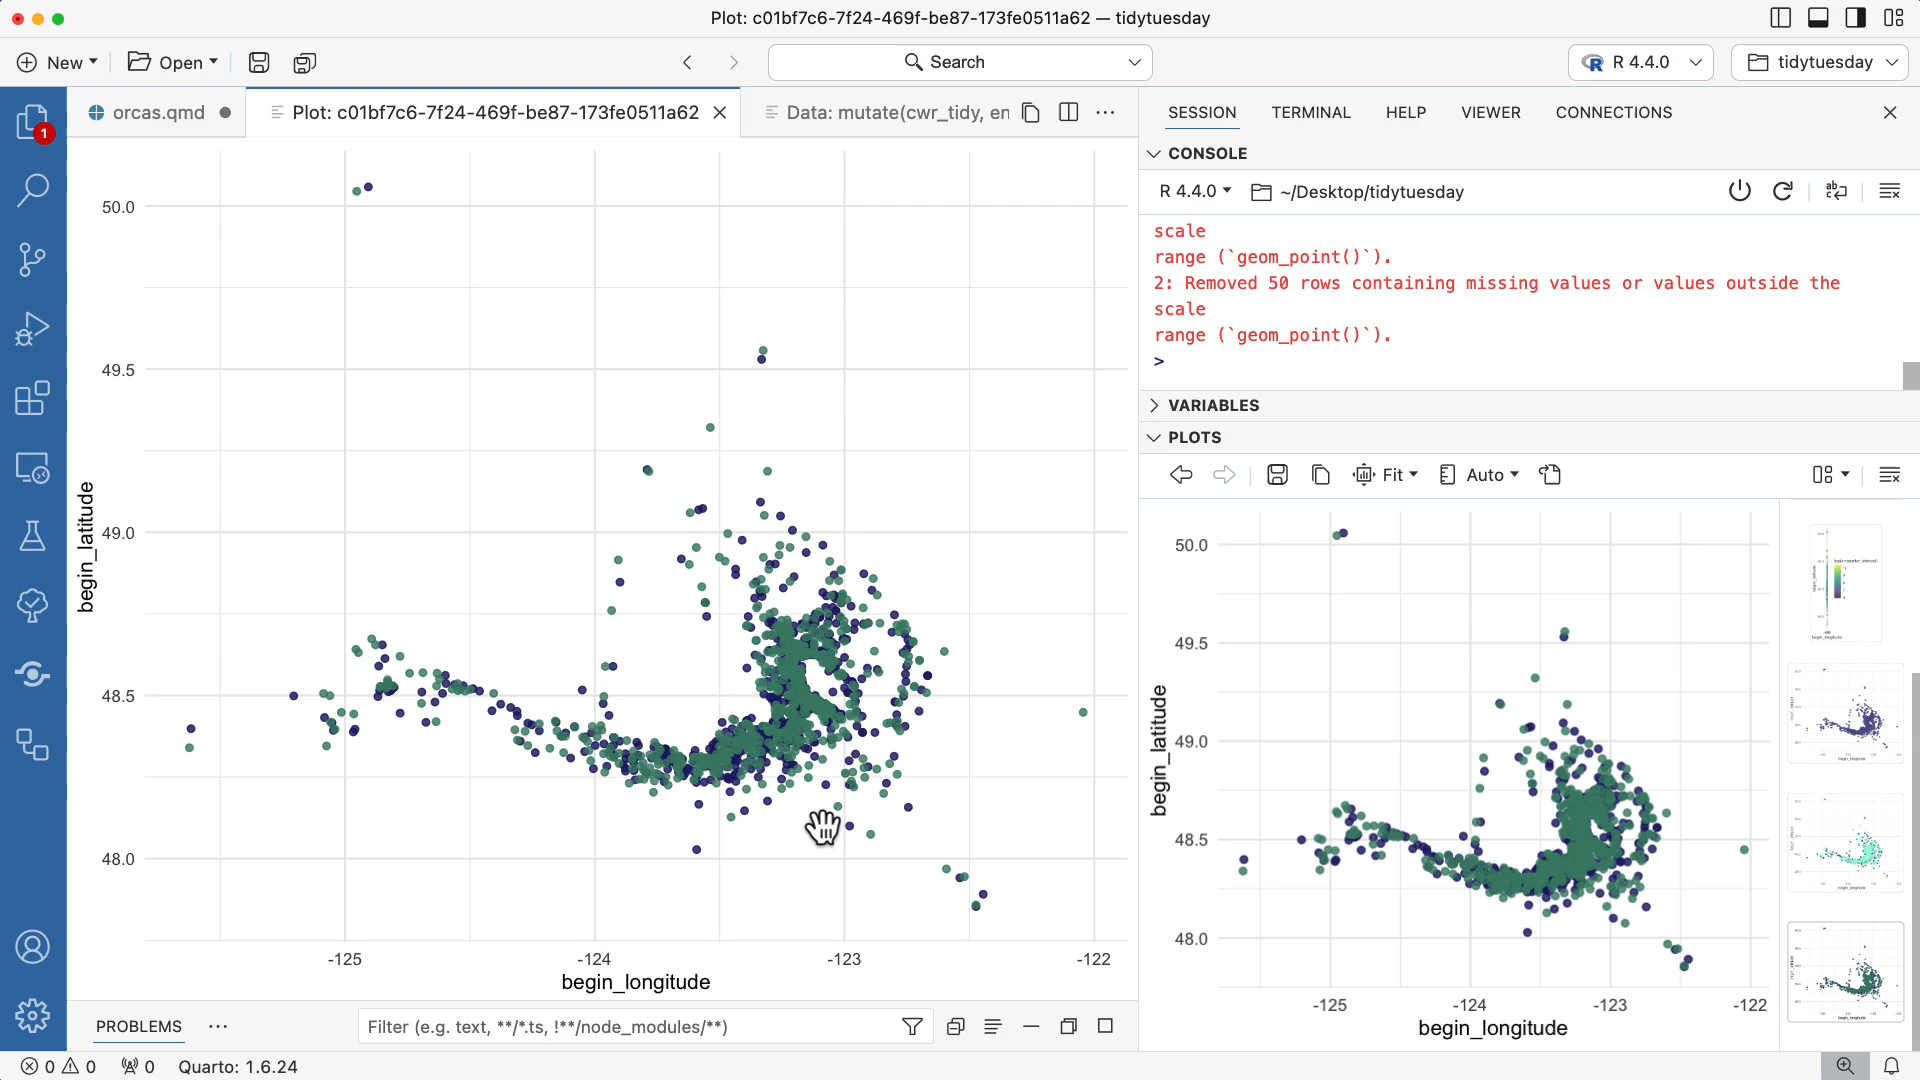 Plot: c01bf7c6-7f24-469f-be87-173fe0511a62 — tidytuesday
New
Open
Search
R 4.4.0
tidytuesday
1
orcas.qmd
Plot: c01bf7c6-7f24-469f-be87-173fe0511a62
Data: mutate(cwr_tidy, en
SESSION
TERMINAL
HELP
VIEWER
CONNECTIONS
CONSOLE
R 4.4.0
~/Desktop/tidytuesday
scale
range (`geom_point()`).
2: Removed 50 rows containing missing values or values outside the
scale
range (`geom_point()`).
>
VARIABLES
PLOTS
Fit
Auto
50.0
49.5
49.0
48.5
48.0
begin_latitude
-125
-124
-123
-122
begin_longitude
50.0
49.5
49.0
48.5
48.0
begin_latitude
-125
-124
-123
-122
begin_longitude
PROBLEMS
Filter (e.g. text, **/*.ts, !**/node_modules/**)
0
0
0
Quarto: 1.6.24